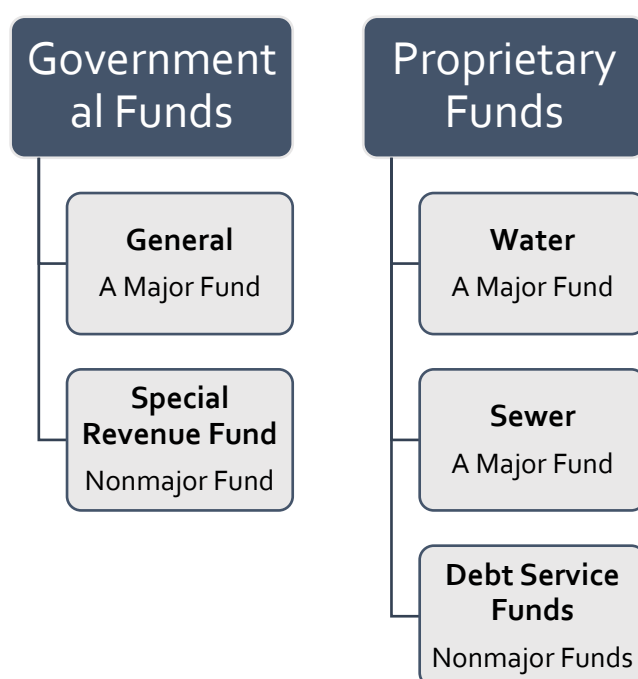 Government
al Funds
General
A Major Fund
Special
Revenue Fund
Nonmajor Fund
Proprietary
Funds
Water
A Major Fund
Sewer
A Major Fund
Debt Service
Funds
Nonmajor Funds